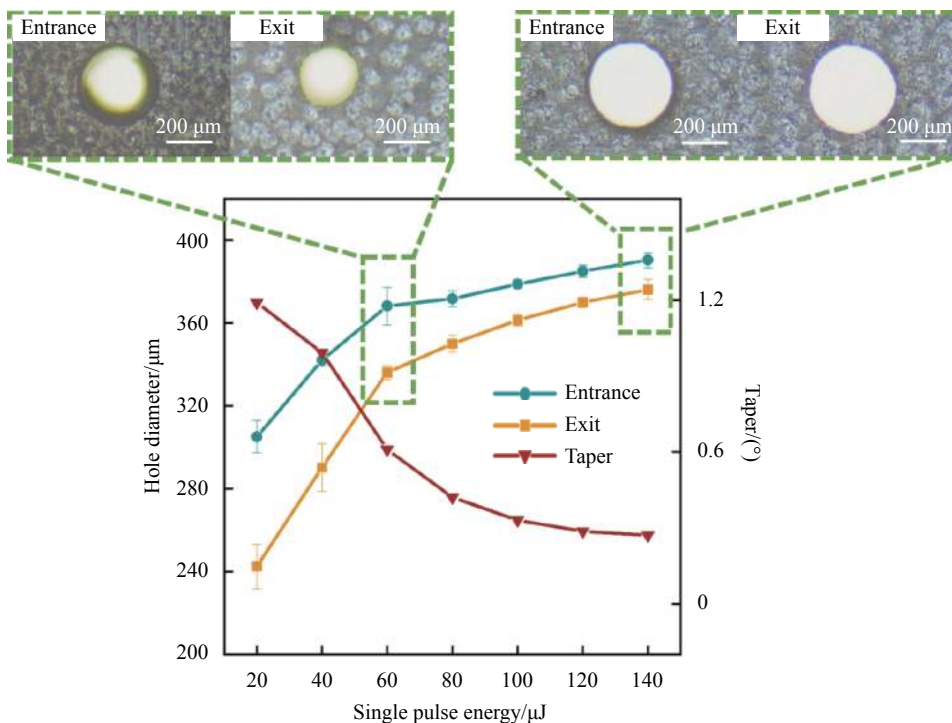 Entrance
Exit
Entrance
Exit
200 μm
200 μm
200 μm
200 μm
400
360
320
280
240
200
Hole diameter/μm
1.2
0.6
0
Taper/(°)
Entrance
Exit
Taper
20 40 60 80 100 120 140
Single pulse energy/μJ